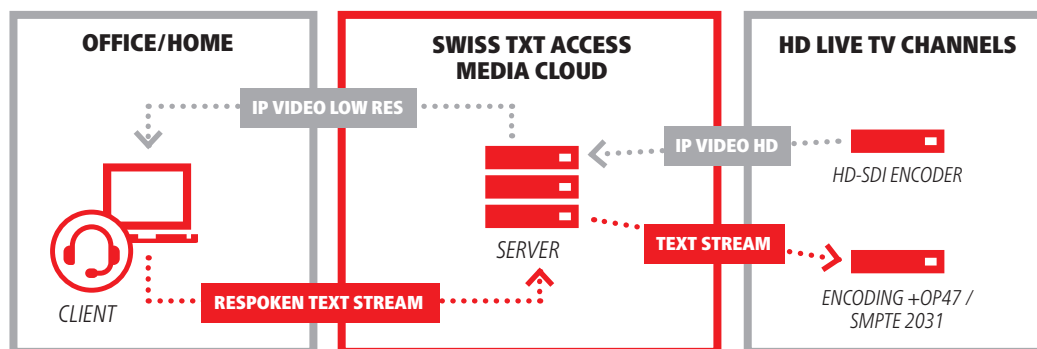 OFFICE/HOME
SWISS TXT ACCESS
MEDIA CLOUD
HD LIVE TV CHANNELS
IP VIDEO LOW RES
IP VIDEO HD
HD-SDI ENCODER
SERVER
TEXT STREAM
CLIENT
RESPOKEN TEXT STREAM
ENCODING +OP47 /
SMPTE 2031